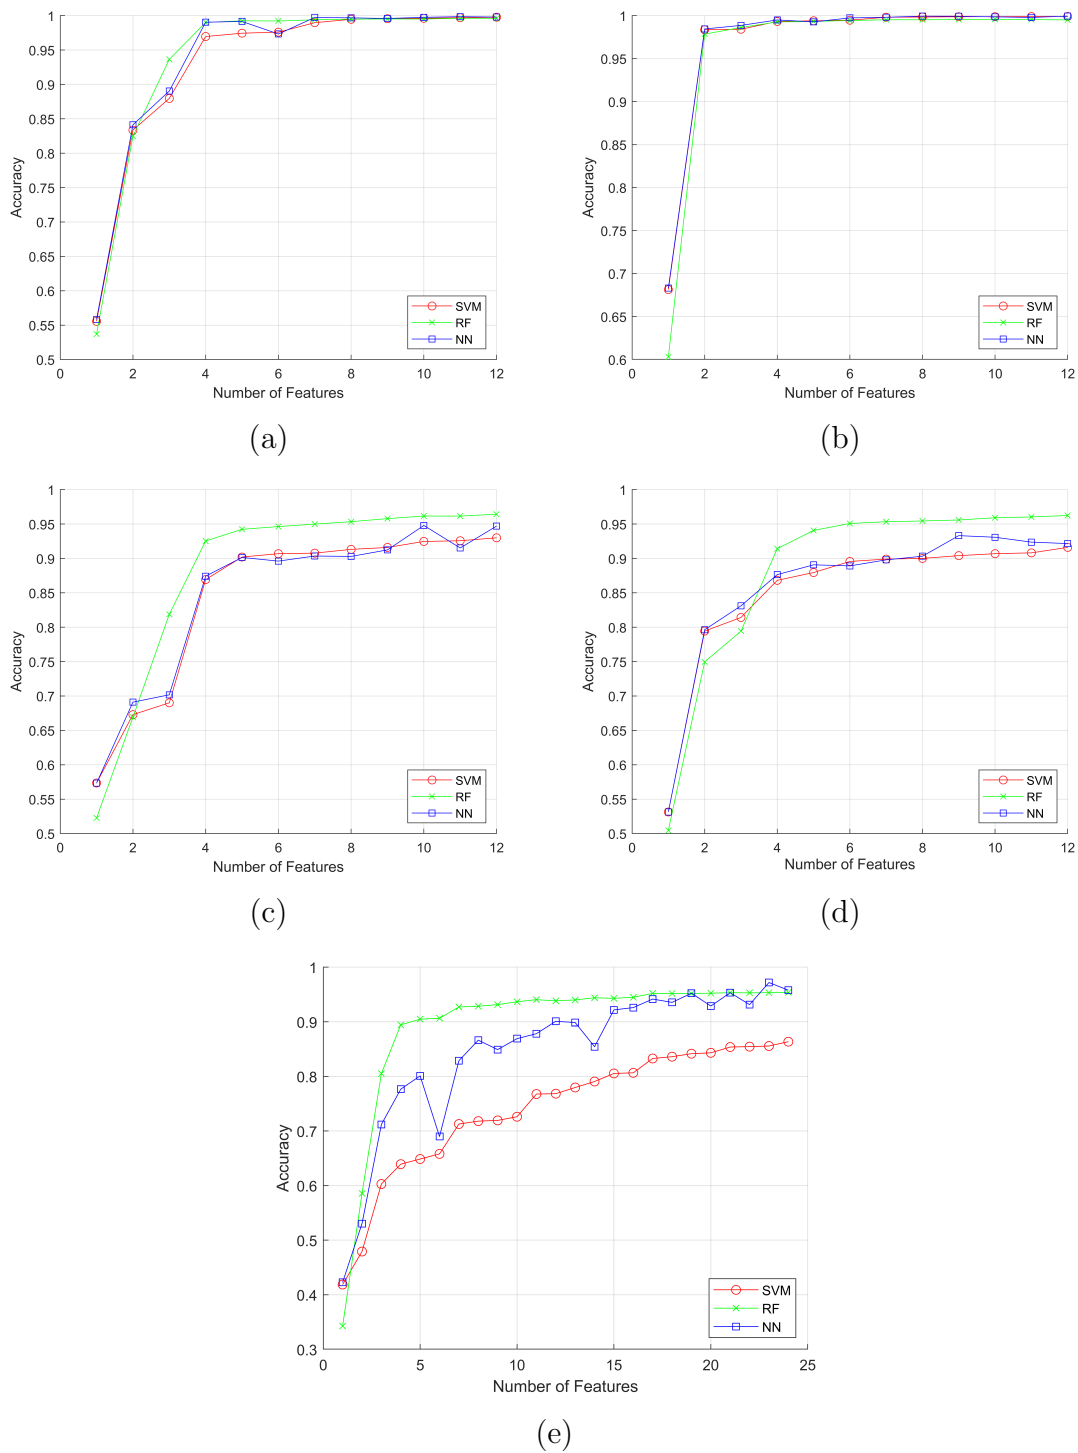 1
0.95
0.9
0.85
0.8
0.75
0.7
0.65
0.6
0.55
0.5
Accuracy
0 2 4 6 8 10 12
Number of Features
SVM
RF
NN
(a)
1
0.95
0.9
0.85
0.8
0.75
0.7
0.65
0.6
Accuracy
0 2 4 6 8 10 12
Number of Features
SVM
RF
NN
(b)
1
0.95
0.9
0.85
0.8
0.75
0.7
0.65
0.6
0.55
0.5
Accuracy
0 2 4 6 8 10 12
Number of Features
SVM
RF
NN
(c)
1
0.95
0.9
0.85
0.8
0.75
0.7
0.65
0.6
0.55
0.5
Accuracy
0 2 4 6 8 10 12
Number of Features
SVM
RF
NN
(d)
1
0.9
0.8
0.7
0.6
0.5
0.4
0.3
Accuracy
0 5 10 15 20 25
Number of Features
SVM
RF
NN
(e)